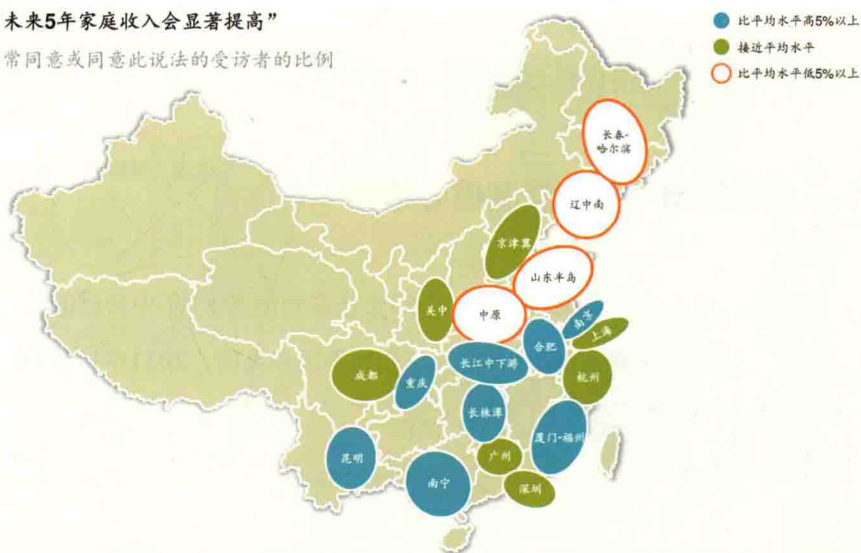 未来5年家庭收入会显著提高”
常同意或同意此说法的受访者的比例
比平均水平高5%以上
接近平均水平
比平均水平低5%以上
长春-
哈尔滨
辽中南
京津冀
山东半岛
关中
中原
南京
上海
合肥
长江中下游
成都
重庆
杭州
长株潭
厦门-福州
昆明
广州
南宁
深圳